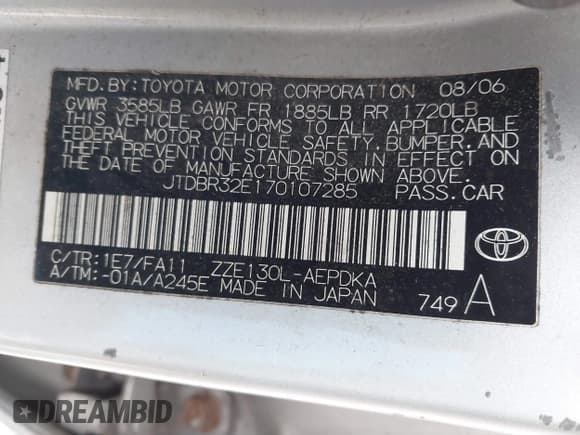 MFD. BY: TOYOTA MOTOR CORPORATION 08/06
GVWR 3585LB GAWR FR 1885LB RR 1720LB
THIS VEHICLE CONFORMS TO ALL APPLICABLE
FEDERAL MOTOR VEHICLE SAFETY, BUMPER, AND
THEFT PREVENTION STANDARDS IN EFFECT ON
THE DATE OF MANUFACTURE SHOWN ABOVE.
JTDBR32E170107285 PASS. CAR
C/TR: 1E7/FA11 ZZE130L-AEPDKA
A/TM: -01A/A245E MADE IN JAPAN 749 A
DREAMBID